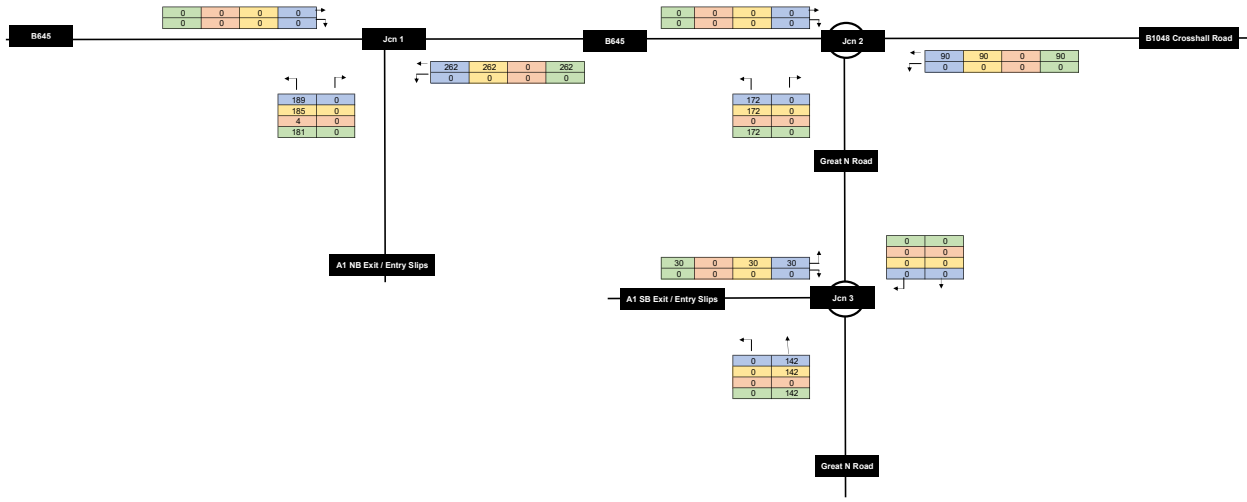 0 0 0 0
0 0 0 0
0 0 0 0
0 0 0 0
B645
Jcn 1
B645
Jcn 2
B1048 Crosshall Road
262 262 0 262
0 0 0 0
90 90 0 90
0 0 0 0
189 0
185 0
4 0
181 0
172 0
172 0
0 0
172 0
Great N Road
0 0
0 0
0 0
0 0
A1 NB Exit / Entry Slips
30 0 30 30
0 0 0 0
A1 SB Exit / Entry Slips
Jcn 3
0 142
0 142
0 0
0 142
Great N Road